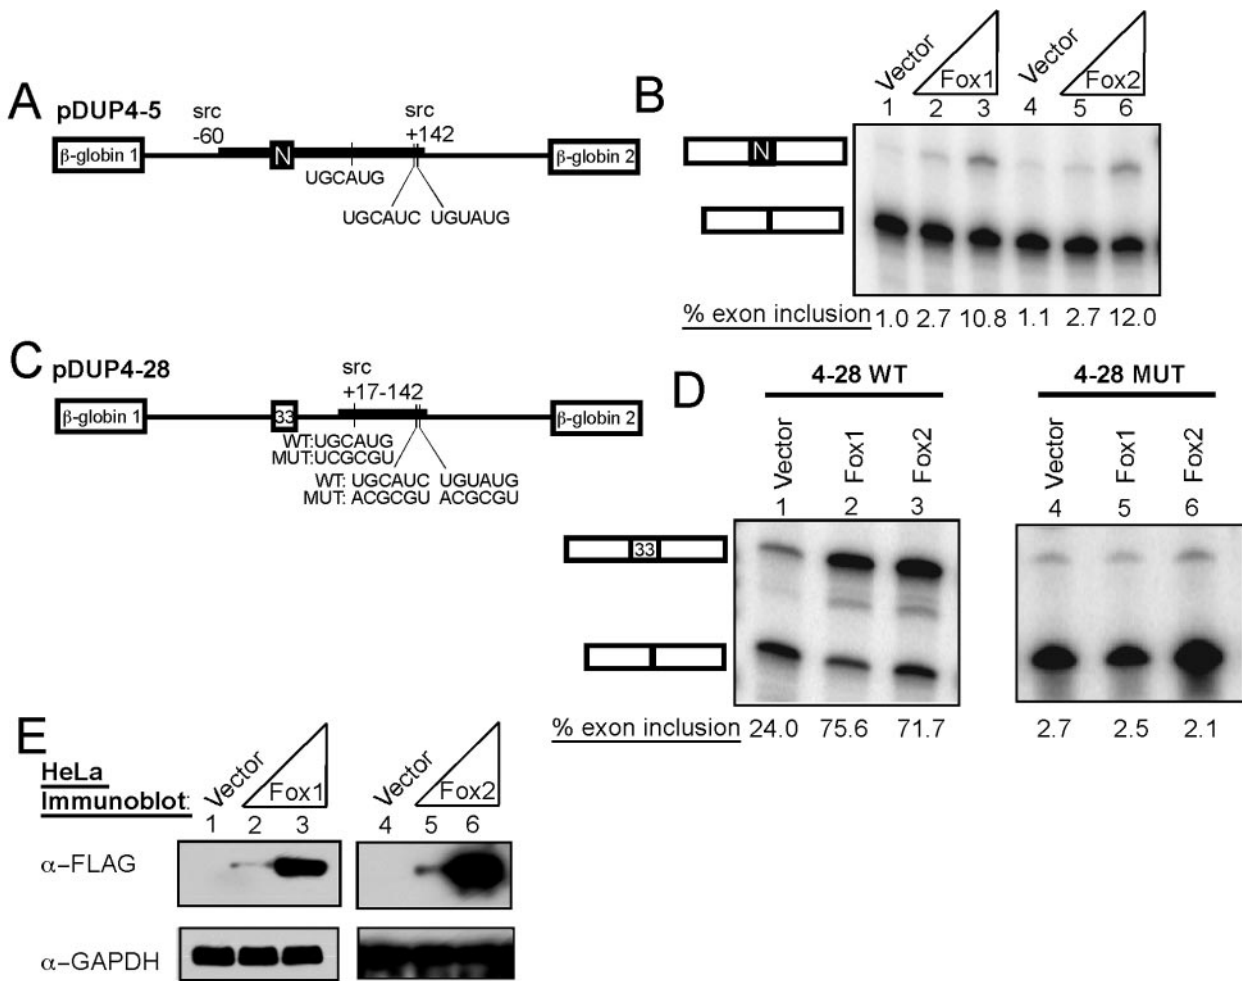 A
pDUP4-5
src
-60
src
+142
β-globin 1
N
β-globin 2
UGCAUG
UGCAUC UGUAUG
B
Vector
Fox1
Vector
Fox2
1 2 3 4 5 6
N
% exon inclusion 1.0 2.7 10.8 1.1 2.7 12.0
C
pDUP4-28
src
+17-142
β-globin 1
33
β-globin 2
WT:UGCAUG
MUT:UCGCGU
WT: UGCAUC UGUAUG
MUT: ACGCGU ACGCGU
D
4-28 WT
4-28 MUT
Vector
Fox1
Fox2
Vector
Fox1
Fox2
1 2 3 4 5 6
33
% exon inclusion 24.0 75.6 71.7 2.7 2.5 2.1
E
HeLa
Immunoblot:
Vector
Fox1
Vector
Fox2
1 2 3 4 5 6
α-FLAG
α-GAPDH